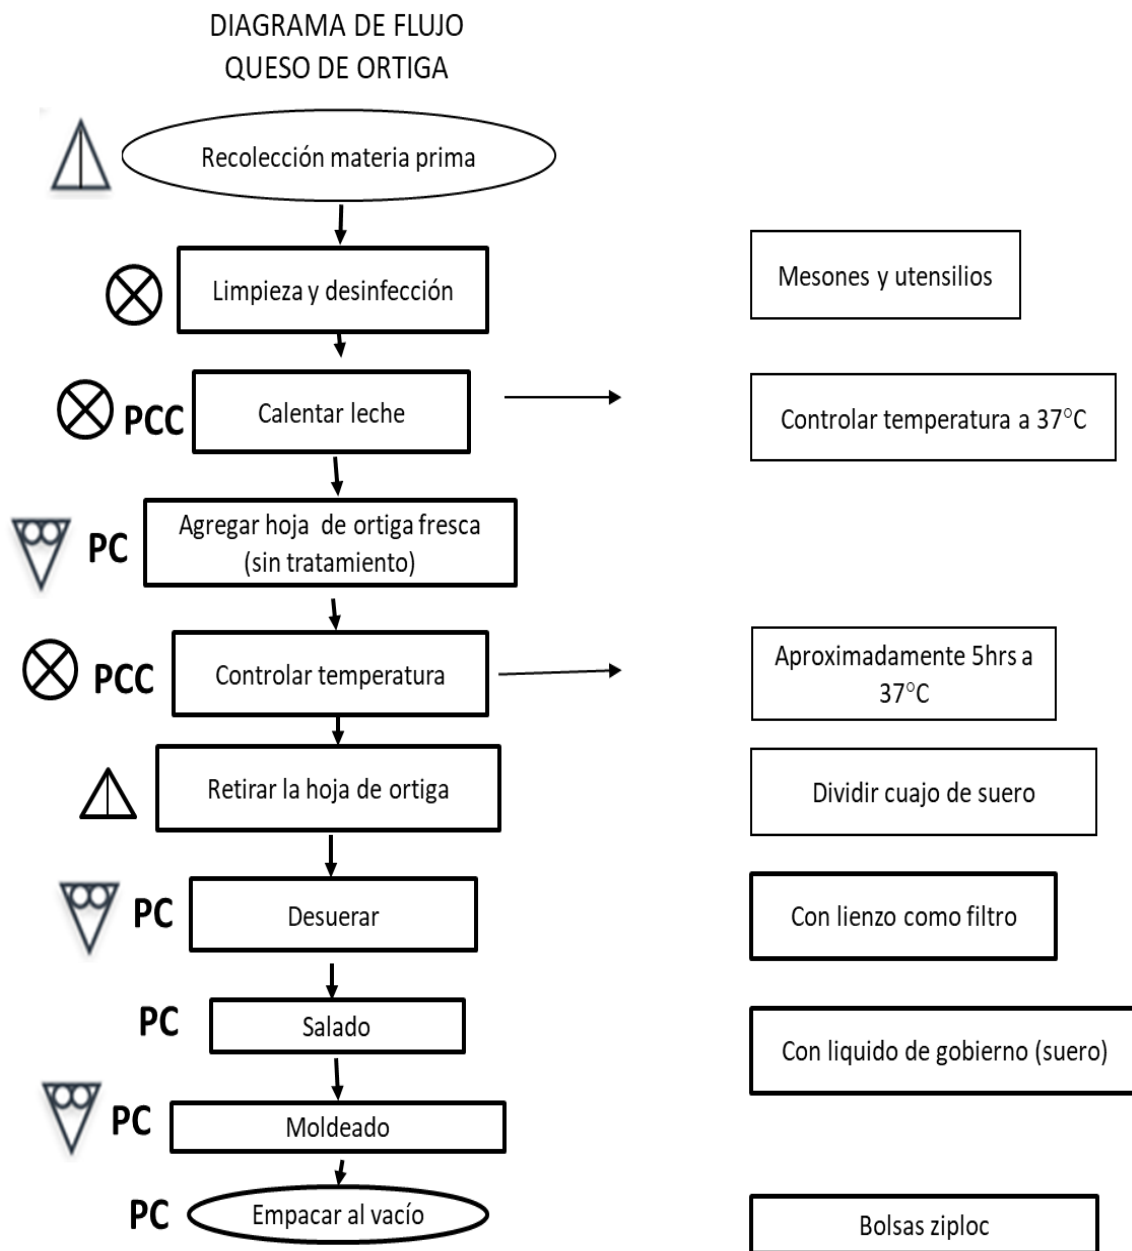 DIAGRAMA DE FLUJO
QUESO DE ORTIGA
Recolección materia prima
Limpieza y desinfección
Mesones y utensilios
PCC
Calentar leche
Controlar temperatura a 37°C
PC
Agregar hoja de ortiga fresca
(sin tratamiento)
PCC
Controlar temperatura
Aproximadamente 5hrs a
37°C
Retirar la hoja de ortiga
Dividir cuajo de suero
PC
Desuerar
Con lienzo como filtro
PC
Salado
Con liquido de gobierno (suero)
PC
Moldeado
PC
Empacar al vacío
Bolsas ziploc